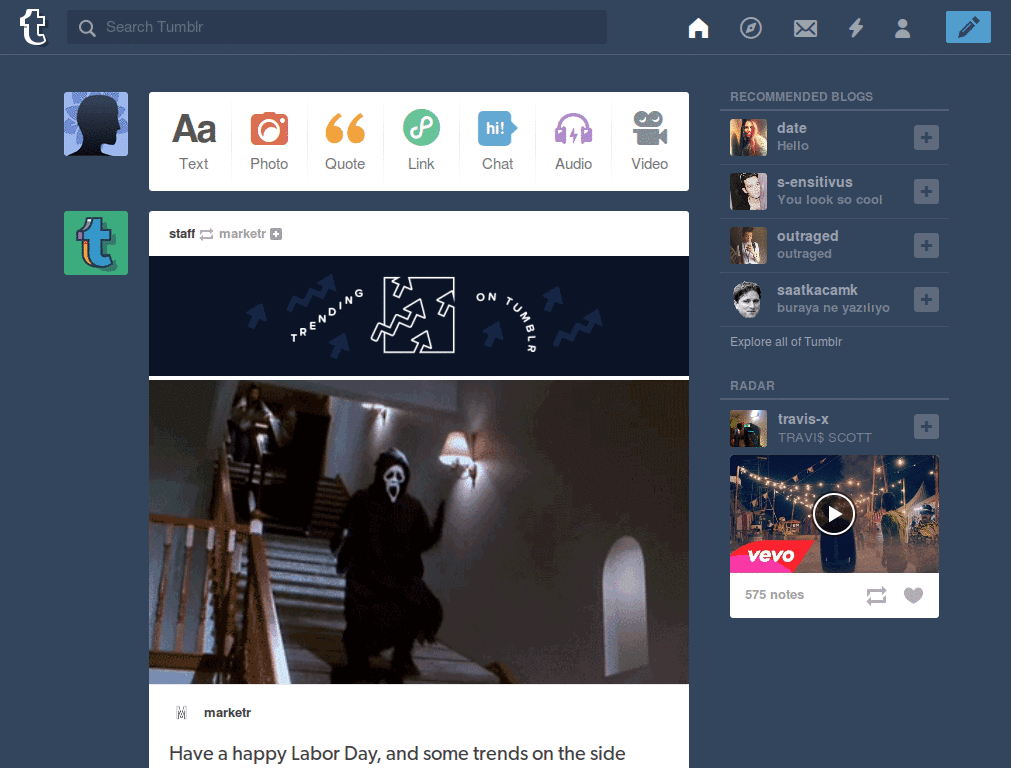 t
Search Tumblr
Aa
Text
Photo
Quote
Link
hi!
Chat
Audio
Video
t
staff marketr
TRENDING
ON TUMBLR
marketr
Have a happy Labor Day, and some trends on the side
RECOMMENDED BLOGS
date
Hello
s-ensitivus
You look so cool
outraged
outraged
saatkacamk
buraya ne yazılıyo
Explore all of Tumblr
RADAR
travis-x
TRAVI$ SCOTT
vevo
575 notes